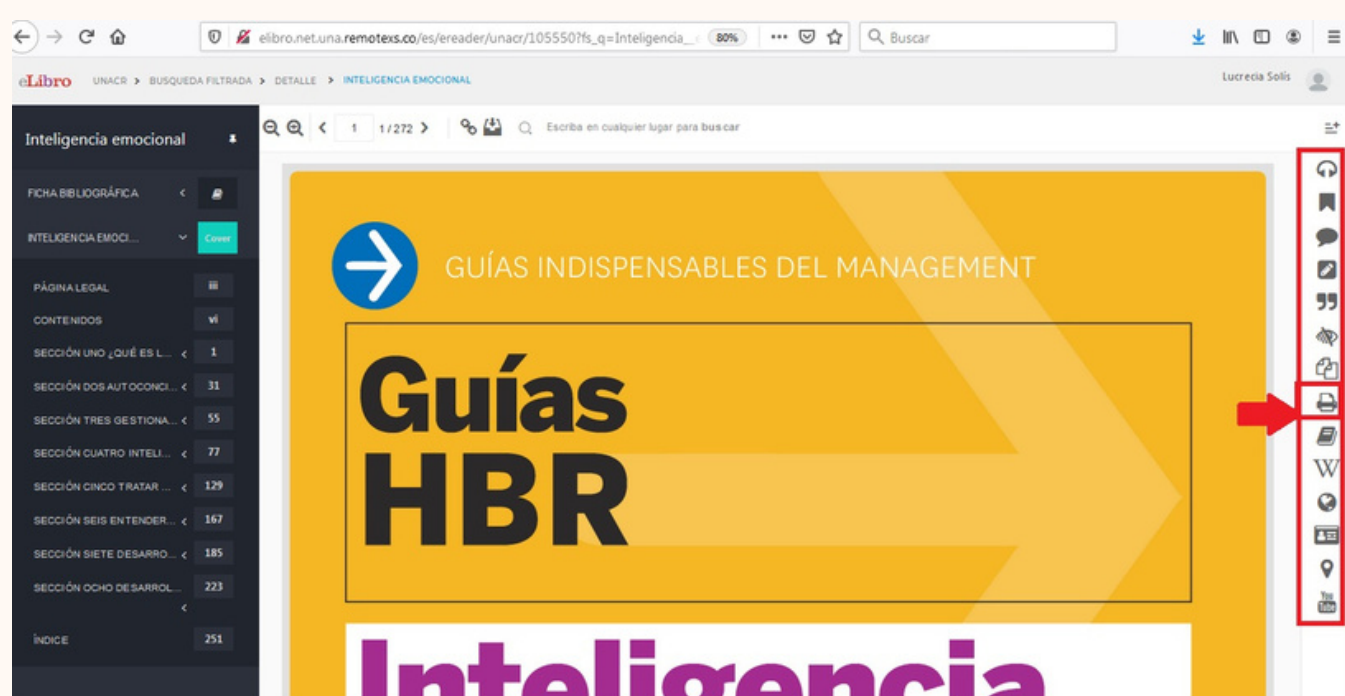 elibro.net.una.remotexs.co/es/ereader/unacr/105550?fs_q=Inteligencia_ 80% Buscar
eLibro UNACR > BUSQUEDA FILTRADA > DETALLE > INTELIGENCIA EMOCIONAL Lucrecia Solís
Inteligencia emocional
1 1 / 272 Escriba en cualquier lugar para buscar
FICHA BIBLIOGRÁFICA
INTELIGENCIA EMOCI... Cover
PÁGINA LEGAL iii
CONTENIDOS vi
SECCIÓN UNO ¿QUÉ ES L... 1
SECCIÓN DOS AUTOCONCI... 31
SECCIÓN TRES GESTIONA... 55
SECCIÓN CUATRO INTELI... 77
SECCIÓN CINCO TRATAR ... 129
SECCIÓN SEIS ENTENDER... 167
SECCIÓN SIETE DESARRO... 185
SECCIÓN OCHO DESARROL... 223
ÍNDICE 251
GUÍAS INDISPENSABLES DEL MANAGEMENT
Guías
HBR
Inteligencia
W
You
Tube